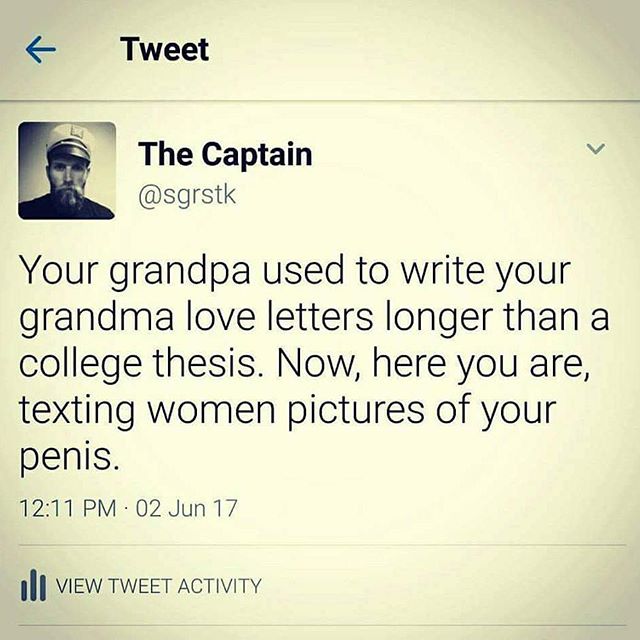 Tweet
The Captain
@sgrstk
Your grandpa used to write your
grandma love letters longer than a
college thesis. Now, here you are,
texting women pictures of your
penis.
12:11 PM · 02 Jun 17
VIEW TWEET ACTIVITY